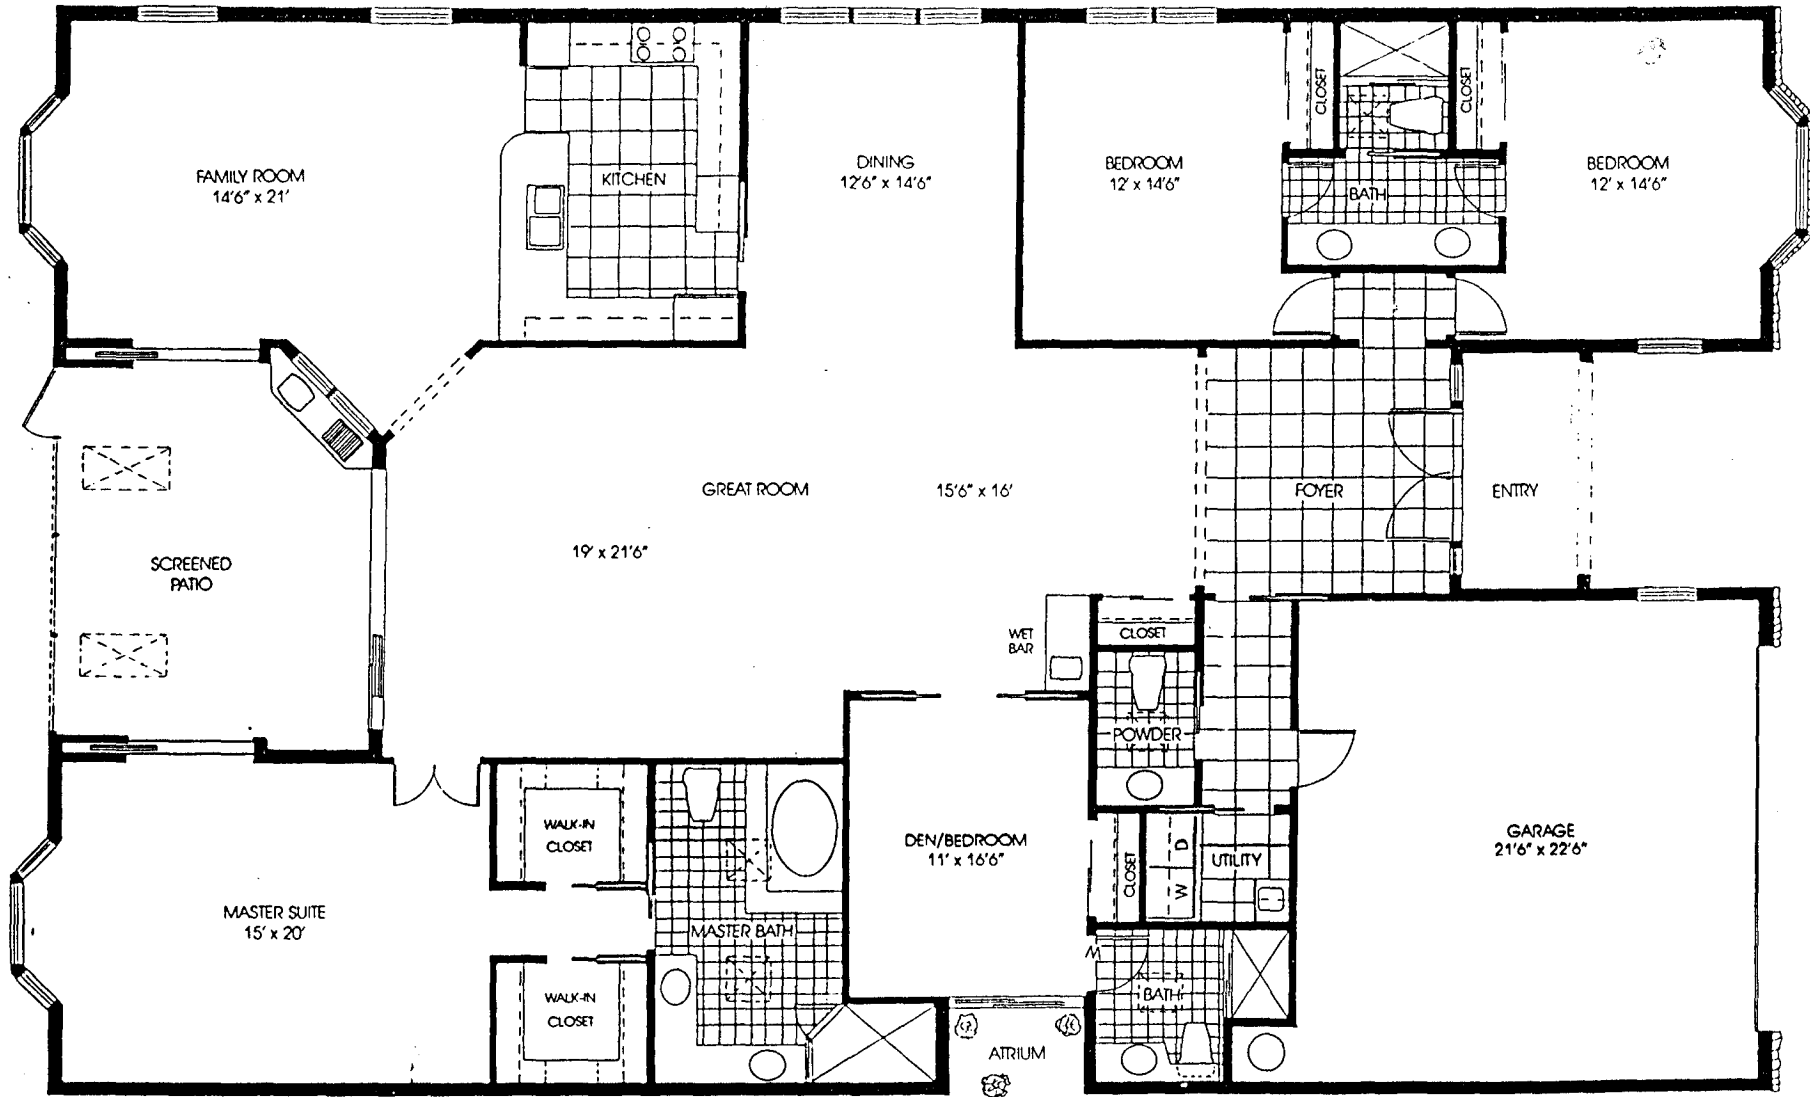 FAMILY ROOM
14'6" x 21'
KITCHEN
DINING
12'6" x 14'6"
BEDROOM
12' x 14'6"
CLOSET
CLOSET
BATH
BEDROOM
12' x 14'6"
GREAT ROOM
15'6" x 16'
19' x 21'6"
FOYER
ENTRY
SCREENED
PATIO
WET
BAR
CLOSET
POWDER
WALK-IN
CLOSET
DEN/BEDROOM
11' x 16'6"
CLOSET
D
W
UTILITY
GARAGE
21'6" x 22'6"
MASTER SUITE
15' x 20'
MASTER BATH
WALK-IN
CLOSET
BATH
ATRIUM